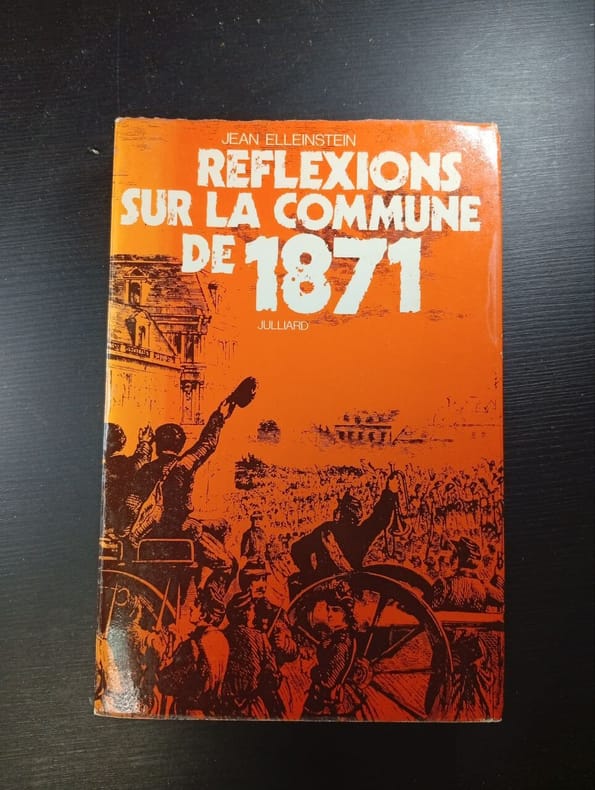 JEAN ELLEINSTEIN
REFLEXIONS
SUR LA COMMUNE
DE 1871
JULLIARD